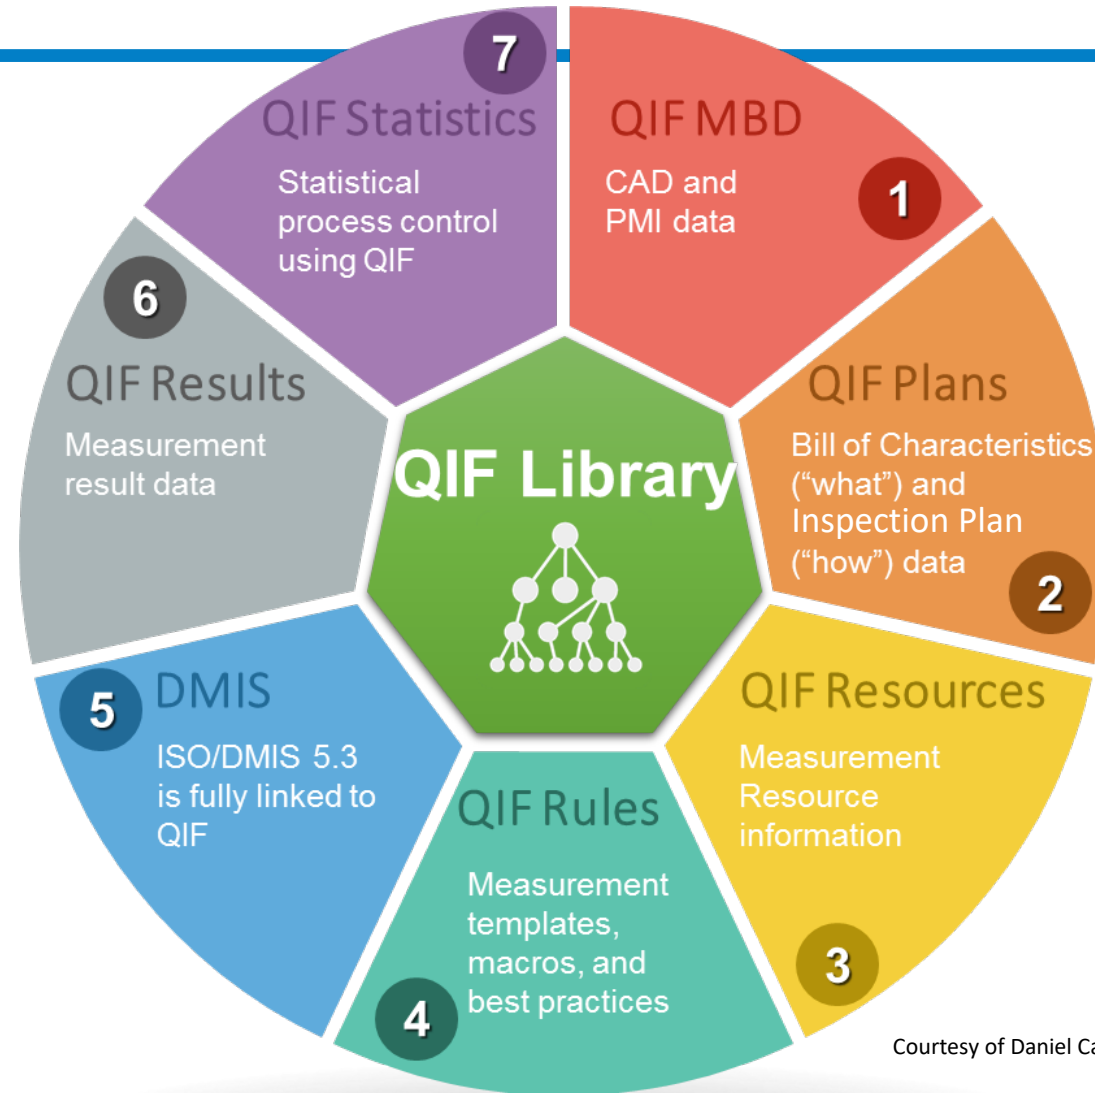 7
QIF Statistics
Statistical
process control
using QIF
QIF MBD
CAD and
PMI data
1
QIF Plans
Bill of Characteristics
(“what”) and
Inspection Plan
(“how”) data
2
QIF Resources
Measurement
Resource
information
3
QIF Rules
Measurement
templates,
macros, and
best practices
4
5
DMIS
ISO/DMIS 5.3
is fully linked to
QIF
6
QIF Results
Measurement
result data
QIF Library
Courtesy of Daniel